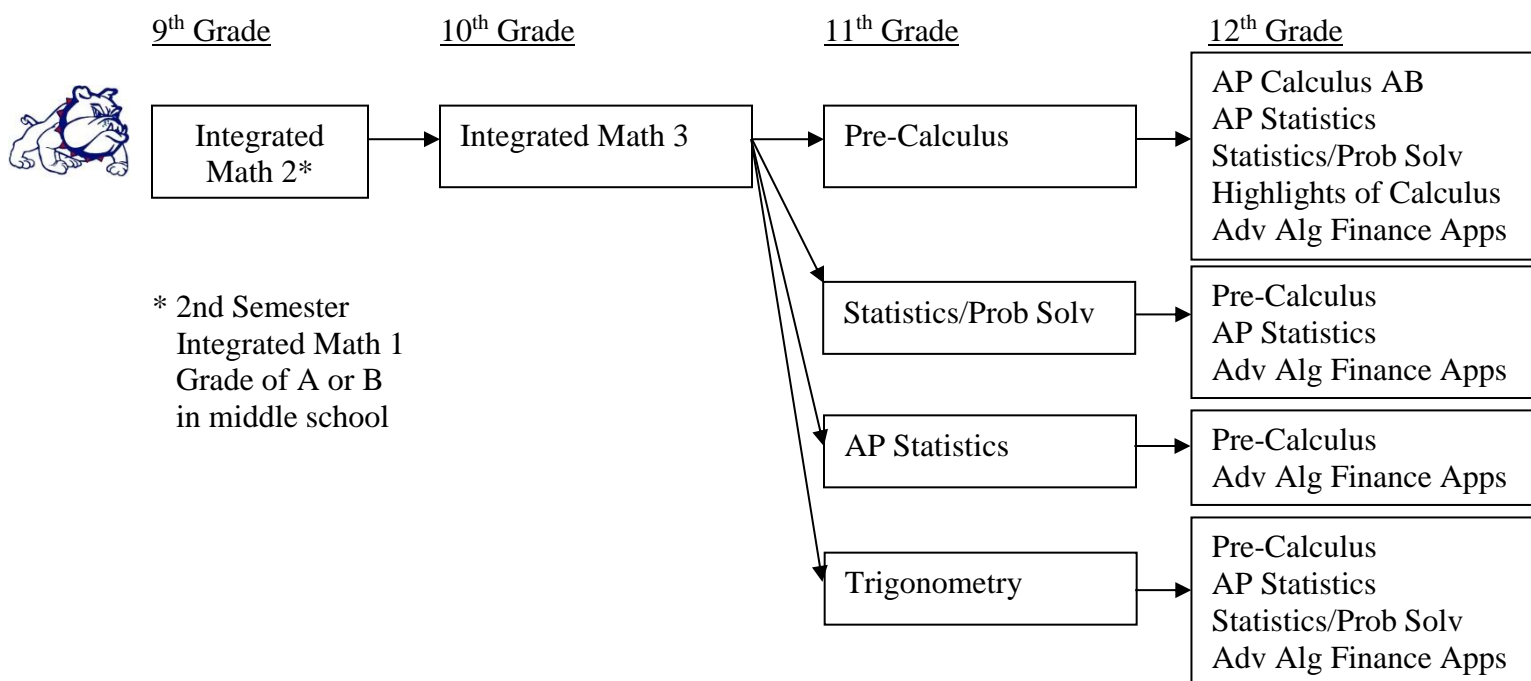 9th Grade
10th Grade
11th Grade
12th Grade
Integrated
Math 2*
Integrated Math 3
Pre-Calculus
AP Calculus AB
AP Statistics
Statistics/Prob Solv
Highlights of Calculus
Adv Alg Finance Apps
* 2nd Semester
Integrated Math 1
Grade of A or B
in middle school
Statistics/Prob Solv
Pre-Calculus
AP Statistics
Adv Alg Finance Apps
AP Statistics
Pre-Calculus
Adv Alg Finance Apps
Trigonometry
Pre-Calculus
AP Statistics
Statistics/Prob Solv
Adv Alg Finance Apps